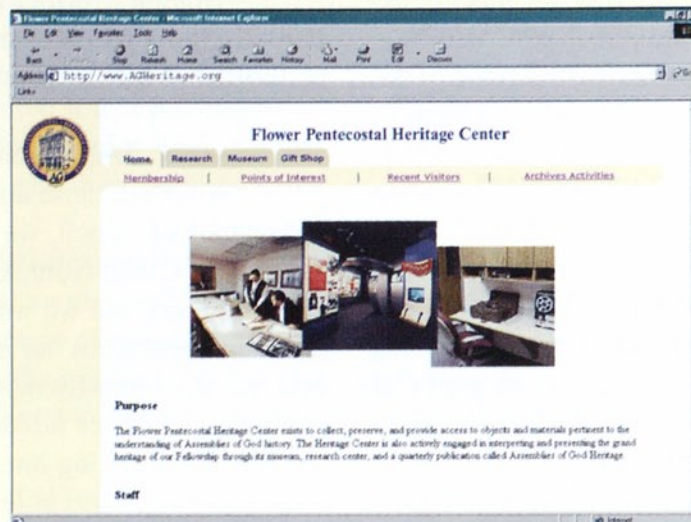 Flower Pentecostal Heritage Center - Microsoft Internet Explorer
File Edit View Favorites Tools Help
Back Stop Refresh Home Search Favorites History Mail Print Edit Discuss
Address http://www.AGHeritage.org Go
Links
Flower Pentecostal Heritage Center
Home Research Museum Gift Shop
Membership | Points of Interest | Recent Visitors | Archives Activities
AG
Purpose
The Flower Pentecostal Heritage Center exists to collect, preserve, and provide access to objects and materials pertinent to the
understanding of Assemblies of God history. The Heritage Center is also actively engaged in interpreting and presenting the grand
heritage of our Fellowship through its museum, research center, and a quarterly publication called Assemblies of God Heritage.
Staff
Internet